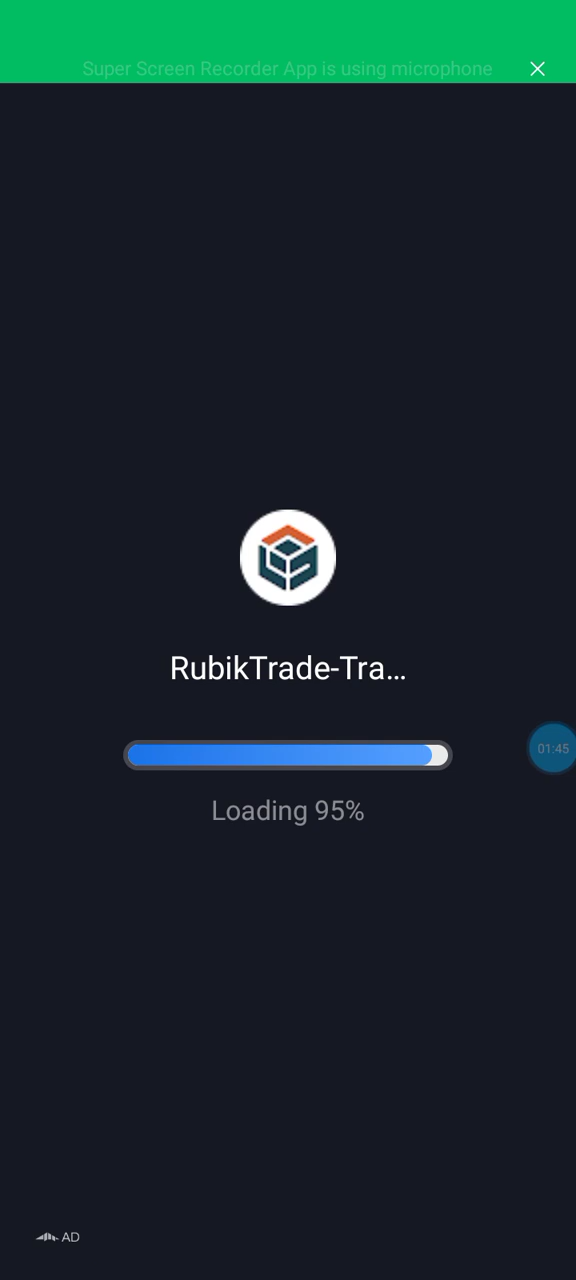 Super Screen Recorder App is using microphone
RubikTrade-Tra...
01:45
Loading 95%
AD